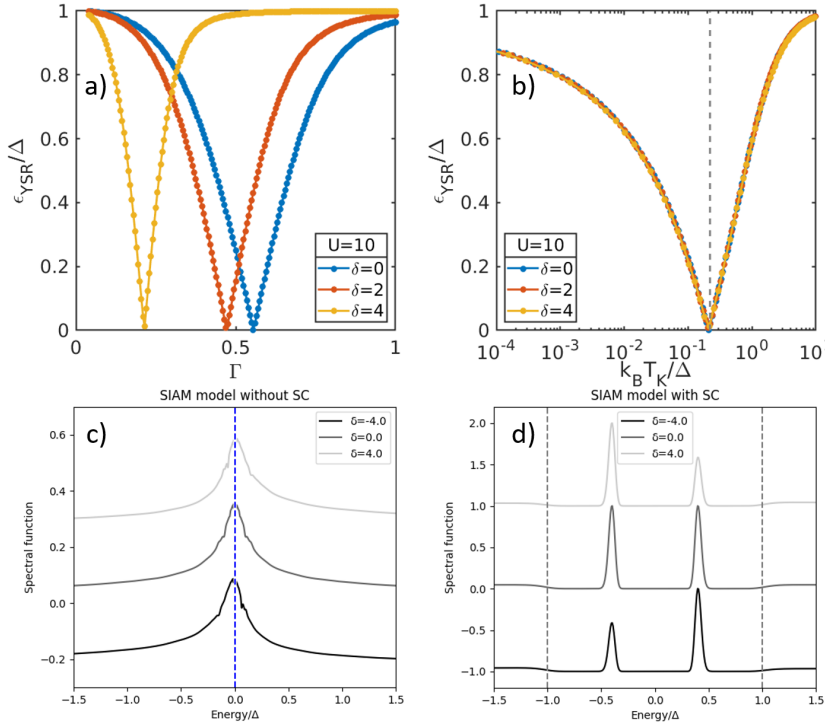 a)
ϵ_YSR/Δ
1
0.8
0.6
0.4
0.2
0
0
0.5
1
Γ
U=10
δ=0
δ=2
δ=4
b)
ϵ_YSR/Δ
1
0.8
0.6
0.4
0.2
0
10⁻⁴
10⁻³
10⁻²
10⁻¹
10⁰
10¹
k_BT_K/Δ
U=10
δ=0
δ=2
δ=4
SIAM model without SC
c)
δ=-4.0
δ=0.0
δ=4.0
Spectral function
0.6
0.4
0.2
0.0
−0.2
−1.5
−1.0
−0.5
0.0
0.5
1.0
1.5
Energy/Δ
SIAM model with SC
d)
δ=-4.0
δ=0.0
δ=4.0
Spectral function
2.0
1.5
1.0
0.5
0.0
−0.5
−1.0
−1.5
−1.0
−0.5
0.0
0.5
1.0
1.5
Energy/Δ